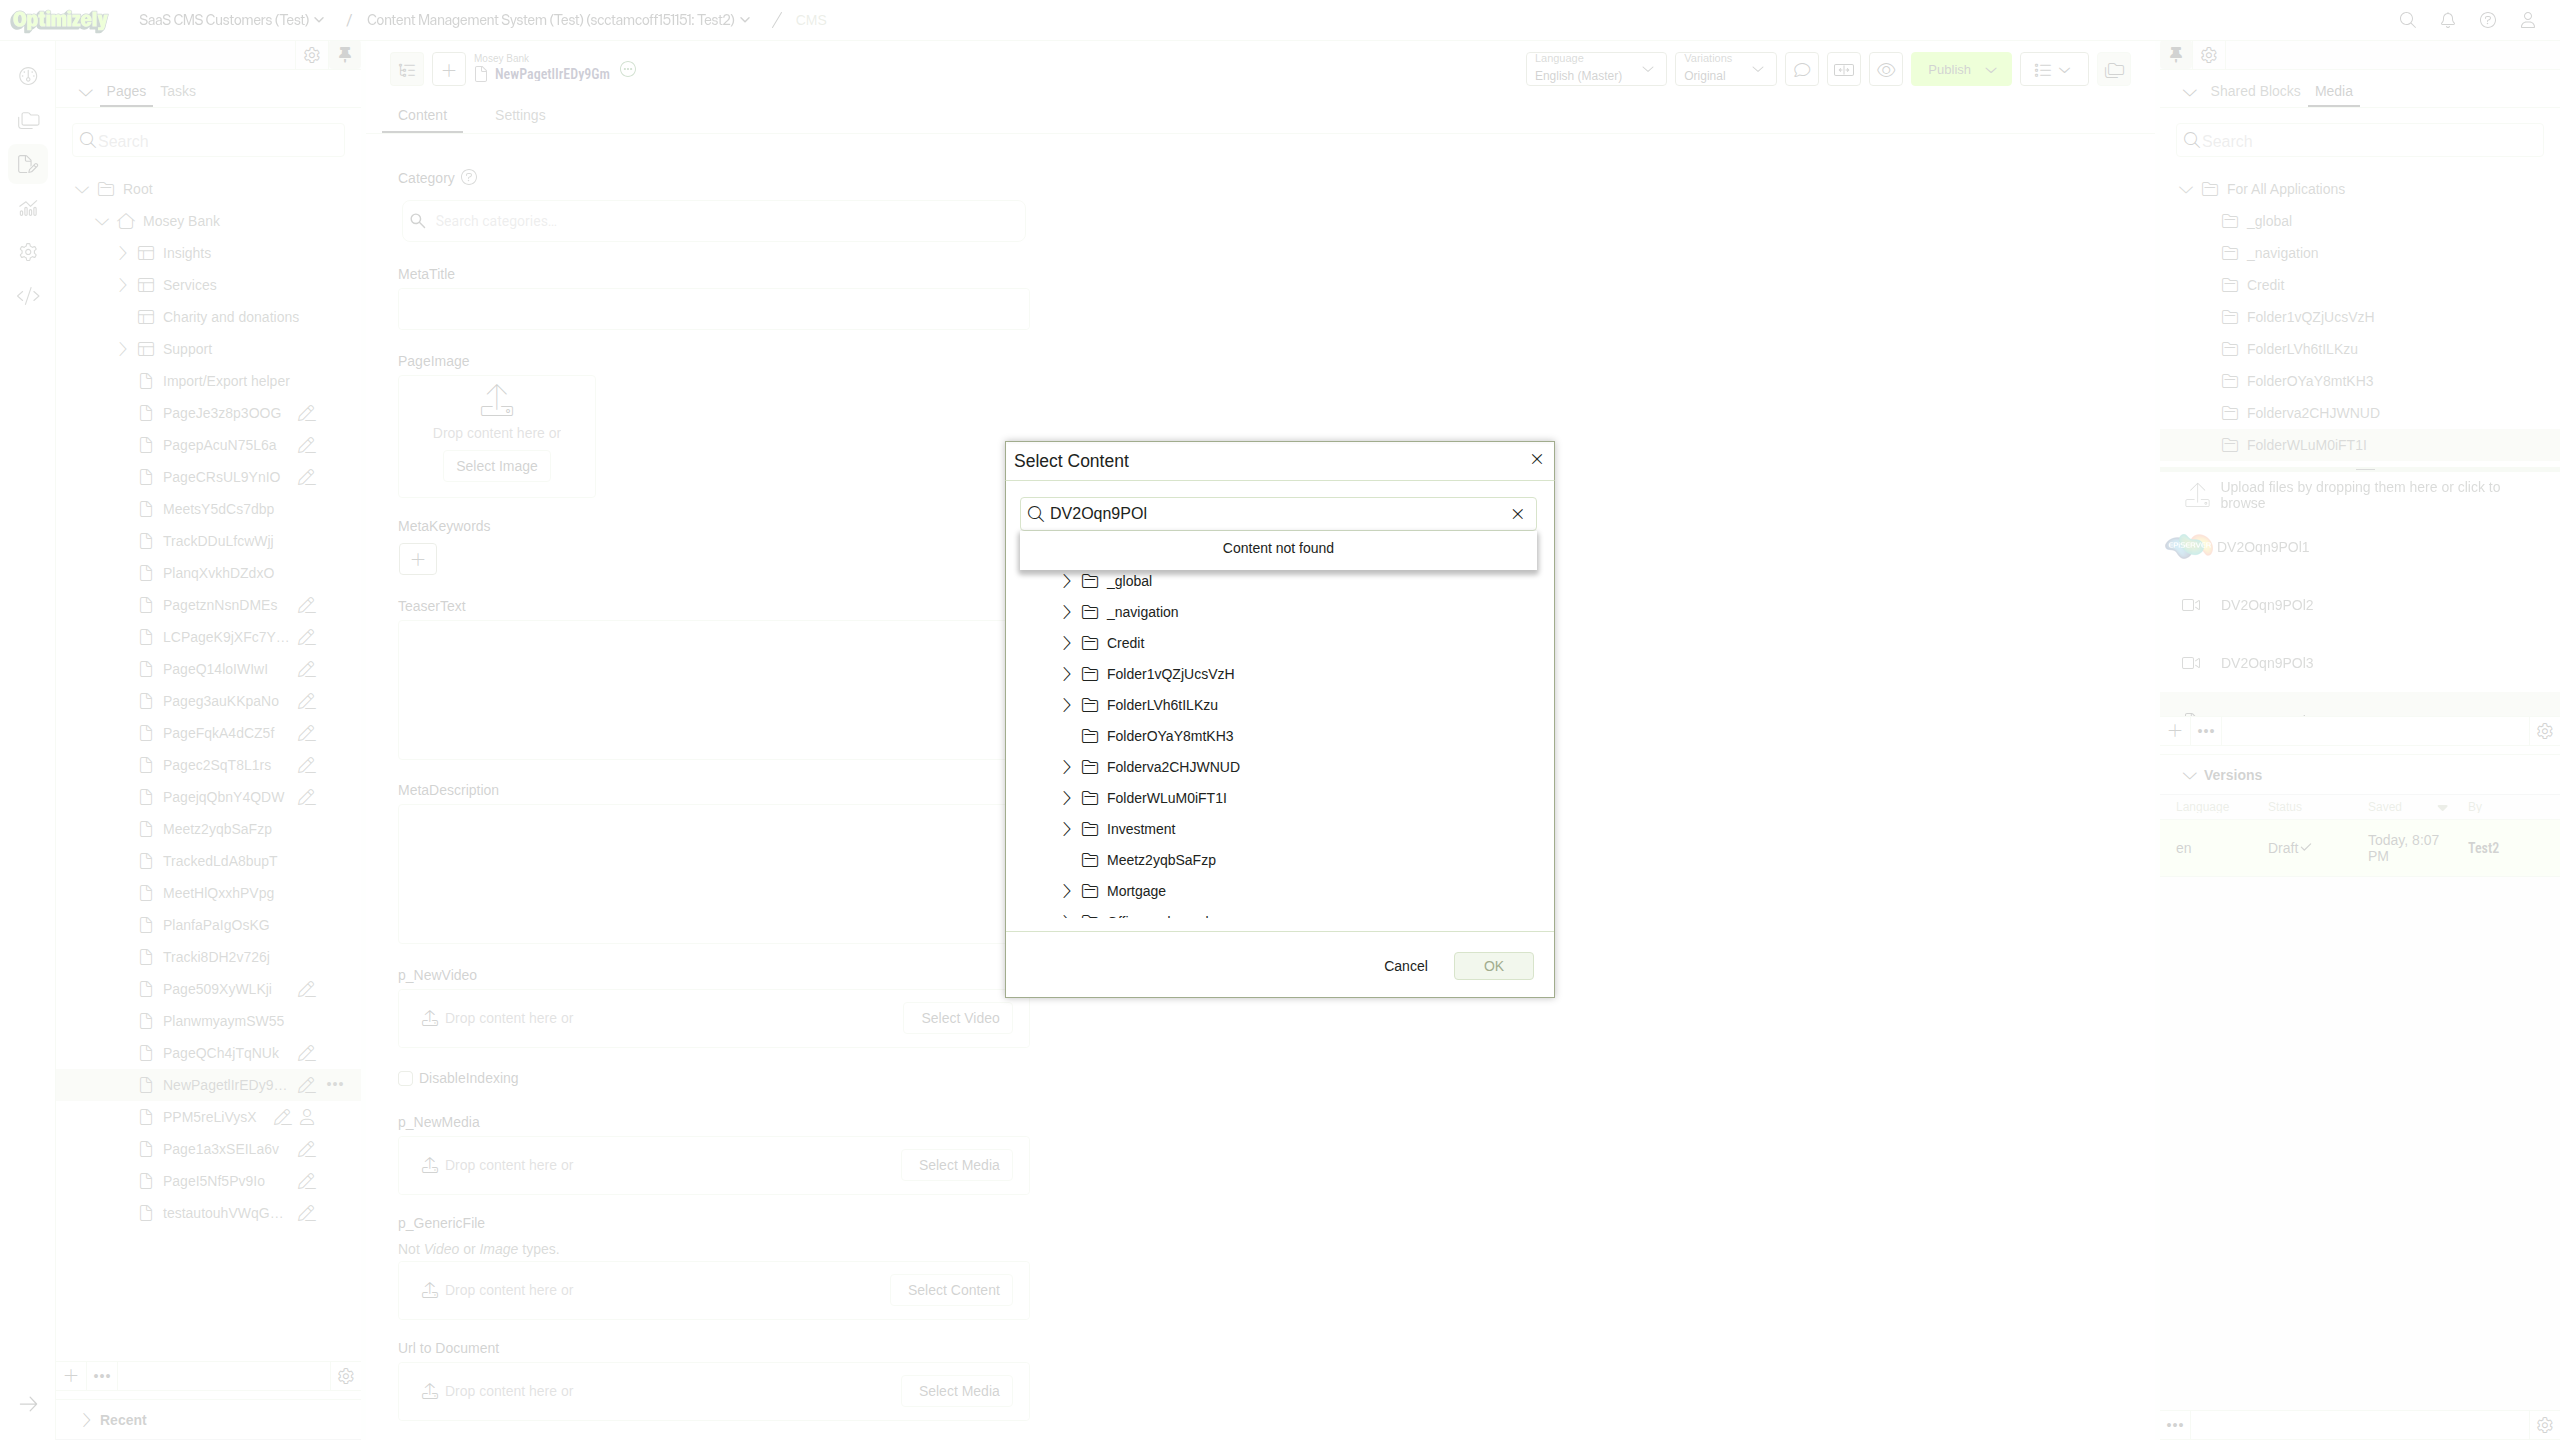 Optimizely
SaaS CMS Customers (Test)
/
Content Management System (Test) (scctamcoff151151: Test2)
/
CMS
Pages
Tasks
Search
Root
Mosey Bank
Insights
Services
Charity and donations
Support
Import/Export helper
PageJe3z8p3OOG
PagepAcuN75L6a
PageCRsUL9YnIO
MeetsY5dCs7dbp
TrackDDuLfcwWjj
PlanqXvkhDZdxO
PagetznNsnDMEs
LCPageK9jXFc7Y...
PageQ14loIWIwI
Pageg3auKKpaNo
PageFqkA4dCZ5f
Pagec2SqT8L1rs
PagejqQbnY4QDW
Meetz2yqbSaFzp
TrackedLdA8bupT
MeetHlQxxhPVpg
PlanfaPaIgOsKG
Tracki8DH2v726j
Page509XyWLKji
PlanwmyaymSW55
PageQCh4jTqNUk
NewPagetlIrEDy9...
PPM5reLiVysX
Page1a3xSEILa6v
PageI5Nf5Pv9Io
testautouhVWqG...
Recent
Mosey Bank
NewPagetlIrEDy9Gm
Language
English (Master)
Variations
Original
Publish
Content
Settings
Category
Search categories...
MetaTitle
PageImage
Drop content here or
Select Image
MetaKeywords
TeaserText
MetaDescription
p_NewVideo
Drop content here or
Select Video
DisableIndexing
p_NewMedia
Drop content here or
Select Media
p_GenericFile
Not Video or Image types.
Drop content here or
Select Content
Url to Document
Drop content here or
Select Media
Select Content
DV2Oqn9POl
Content not found
_global
_navigation
Credit
Folder1vQZjUcsVzH
FolderLVh6tILKzu
FolderOYaY8mtKH3
Folderva2CHJWNUD
FolderWLuM0iFT1I
Investment
Meetz2yqbSaFzp
Mortgage
Cancel
OK
Shared Blocks
Media
Search
For All Applications
_global
_navigation
Credit
Folder1vQZjUcsVzH
FolderLVh6tILKzu
FolderOYaY8mtKH3
Folderva2CHJWNUD
FolderWLuM0iFT1I
Upload files by dropping them here or click to
browse
DV2Oqn9POl1
DV2Oqn9POl2
DV2Oqn9POl3
Versions
Language
Status
Saved
By
en
Draft
Today, 8:07
PM
Test2